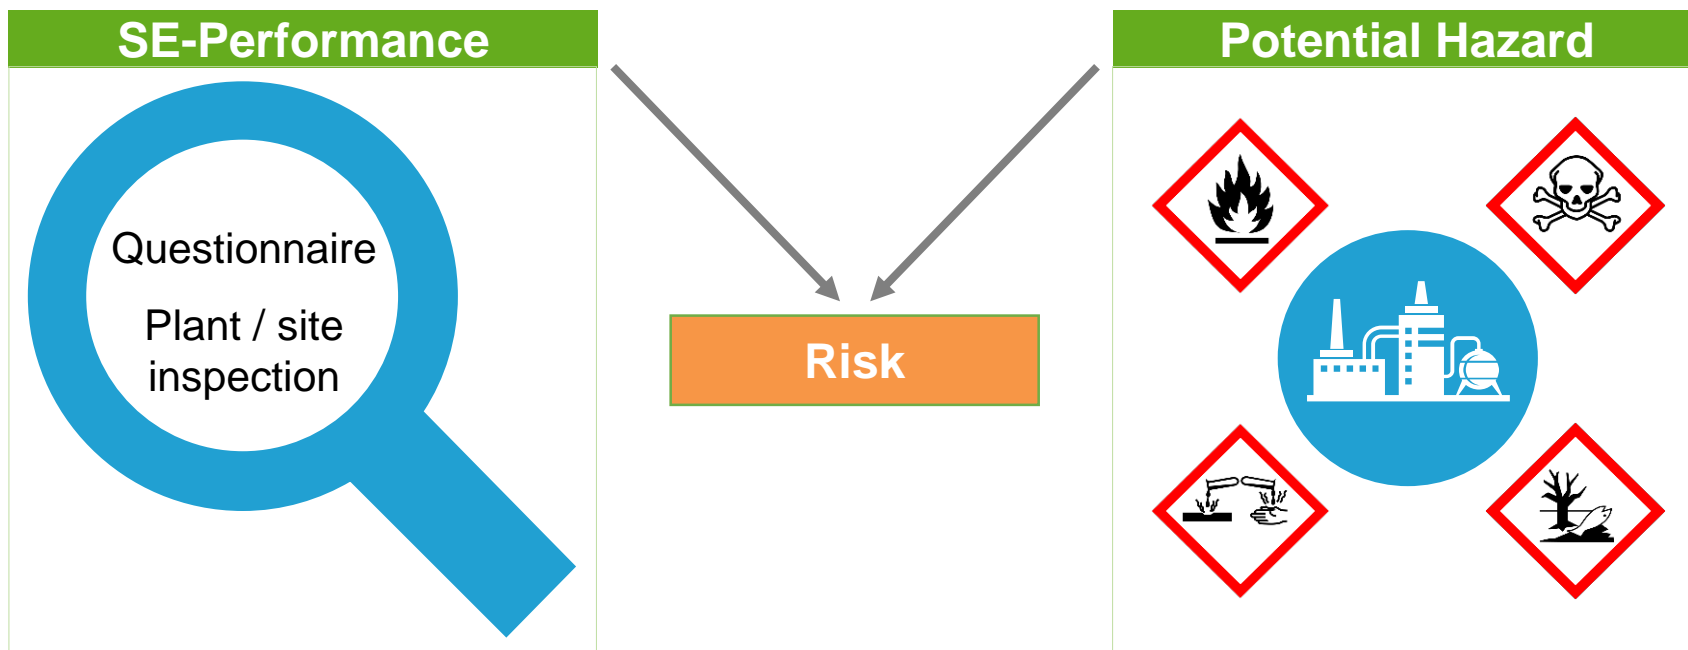 SE-Performance
Questionnaire
Plant / site
inspection
Risk
Potential Hazard